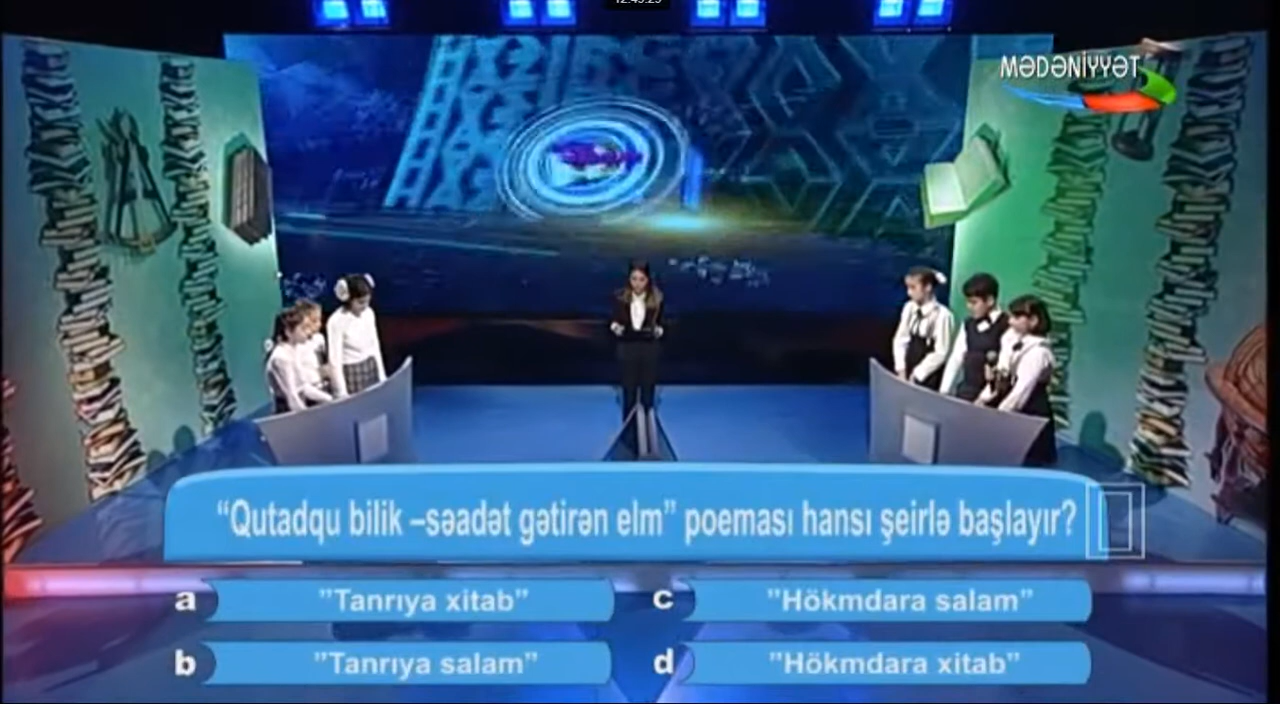 MƏDƏNİYYƏT
“Qutadqu bilik –səadət gətirən elm” poeması hansı şeirlə başlayır?
a ”Tanrıya xitab”
b ”Tanrıya salam”
c ”Hökmdara salam”
d ”Hökmdara xitab”